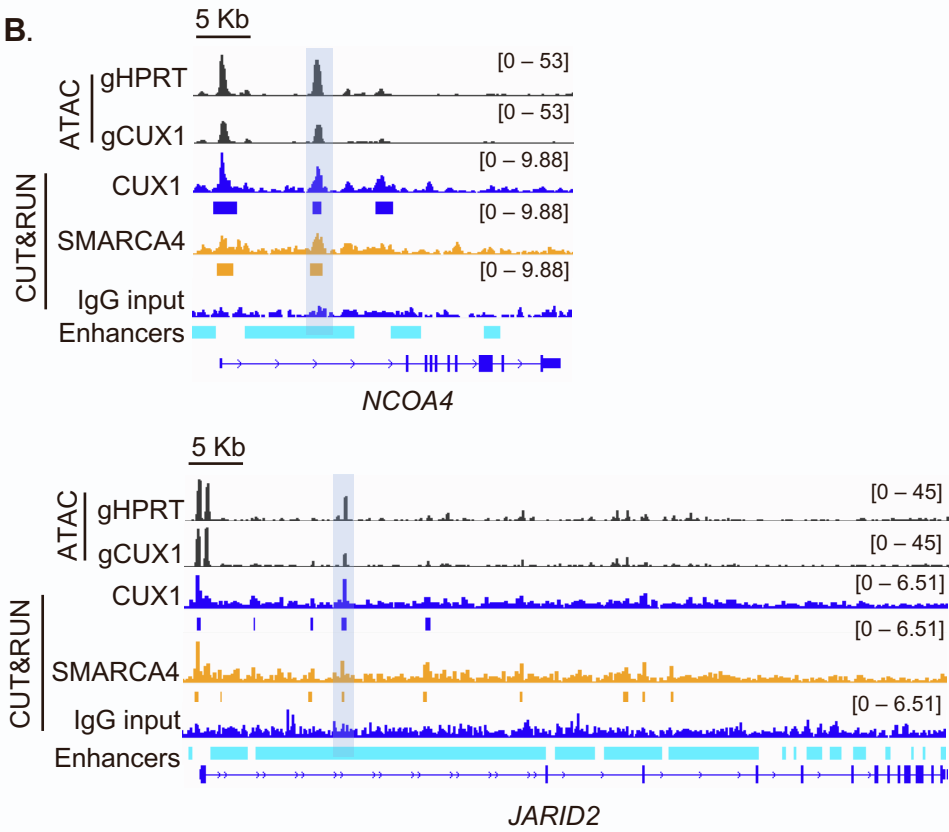 B.
5 Kb
ATAC
gHPRT
[0 – 53]
gCUX1
[0 – 53]
CUT&RUN
CUX1
[0 – 9.88]
SMARCA4
[0 – 9.88]
IgG input
[0 – 9.88]
Enhancers
NCOA4
5 Kb
ATAC
gHPRT
[0 – 45]
gCUX1
[0 – 45]
CUT&RUN
CUX1
[0 – 6.51]
SMARCA4
[0 – 6.51]
IgG input
[0 – 6.51]
Enhancers
JARID2